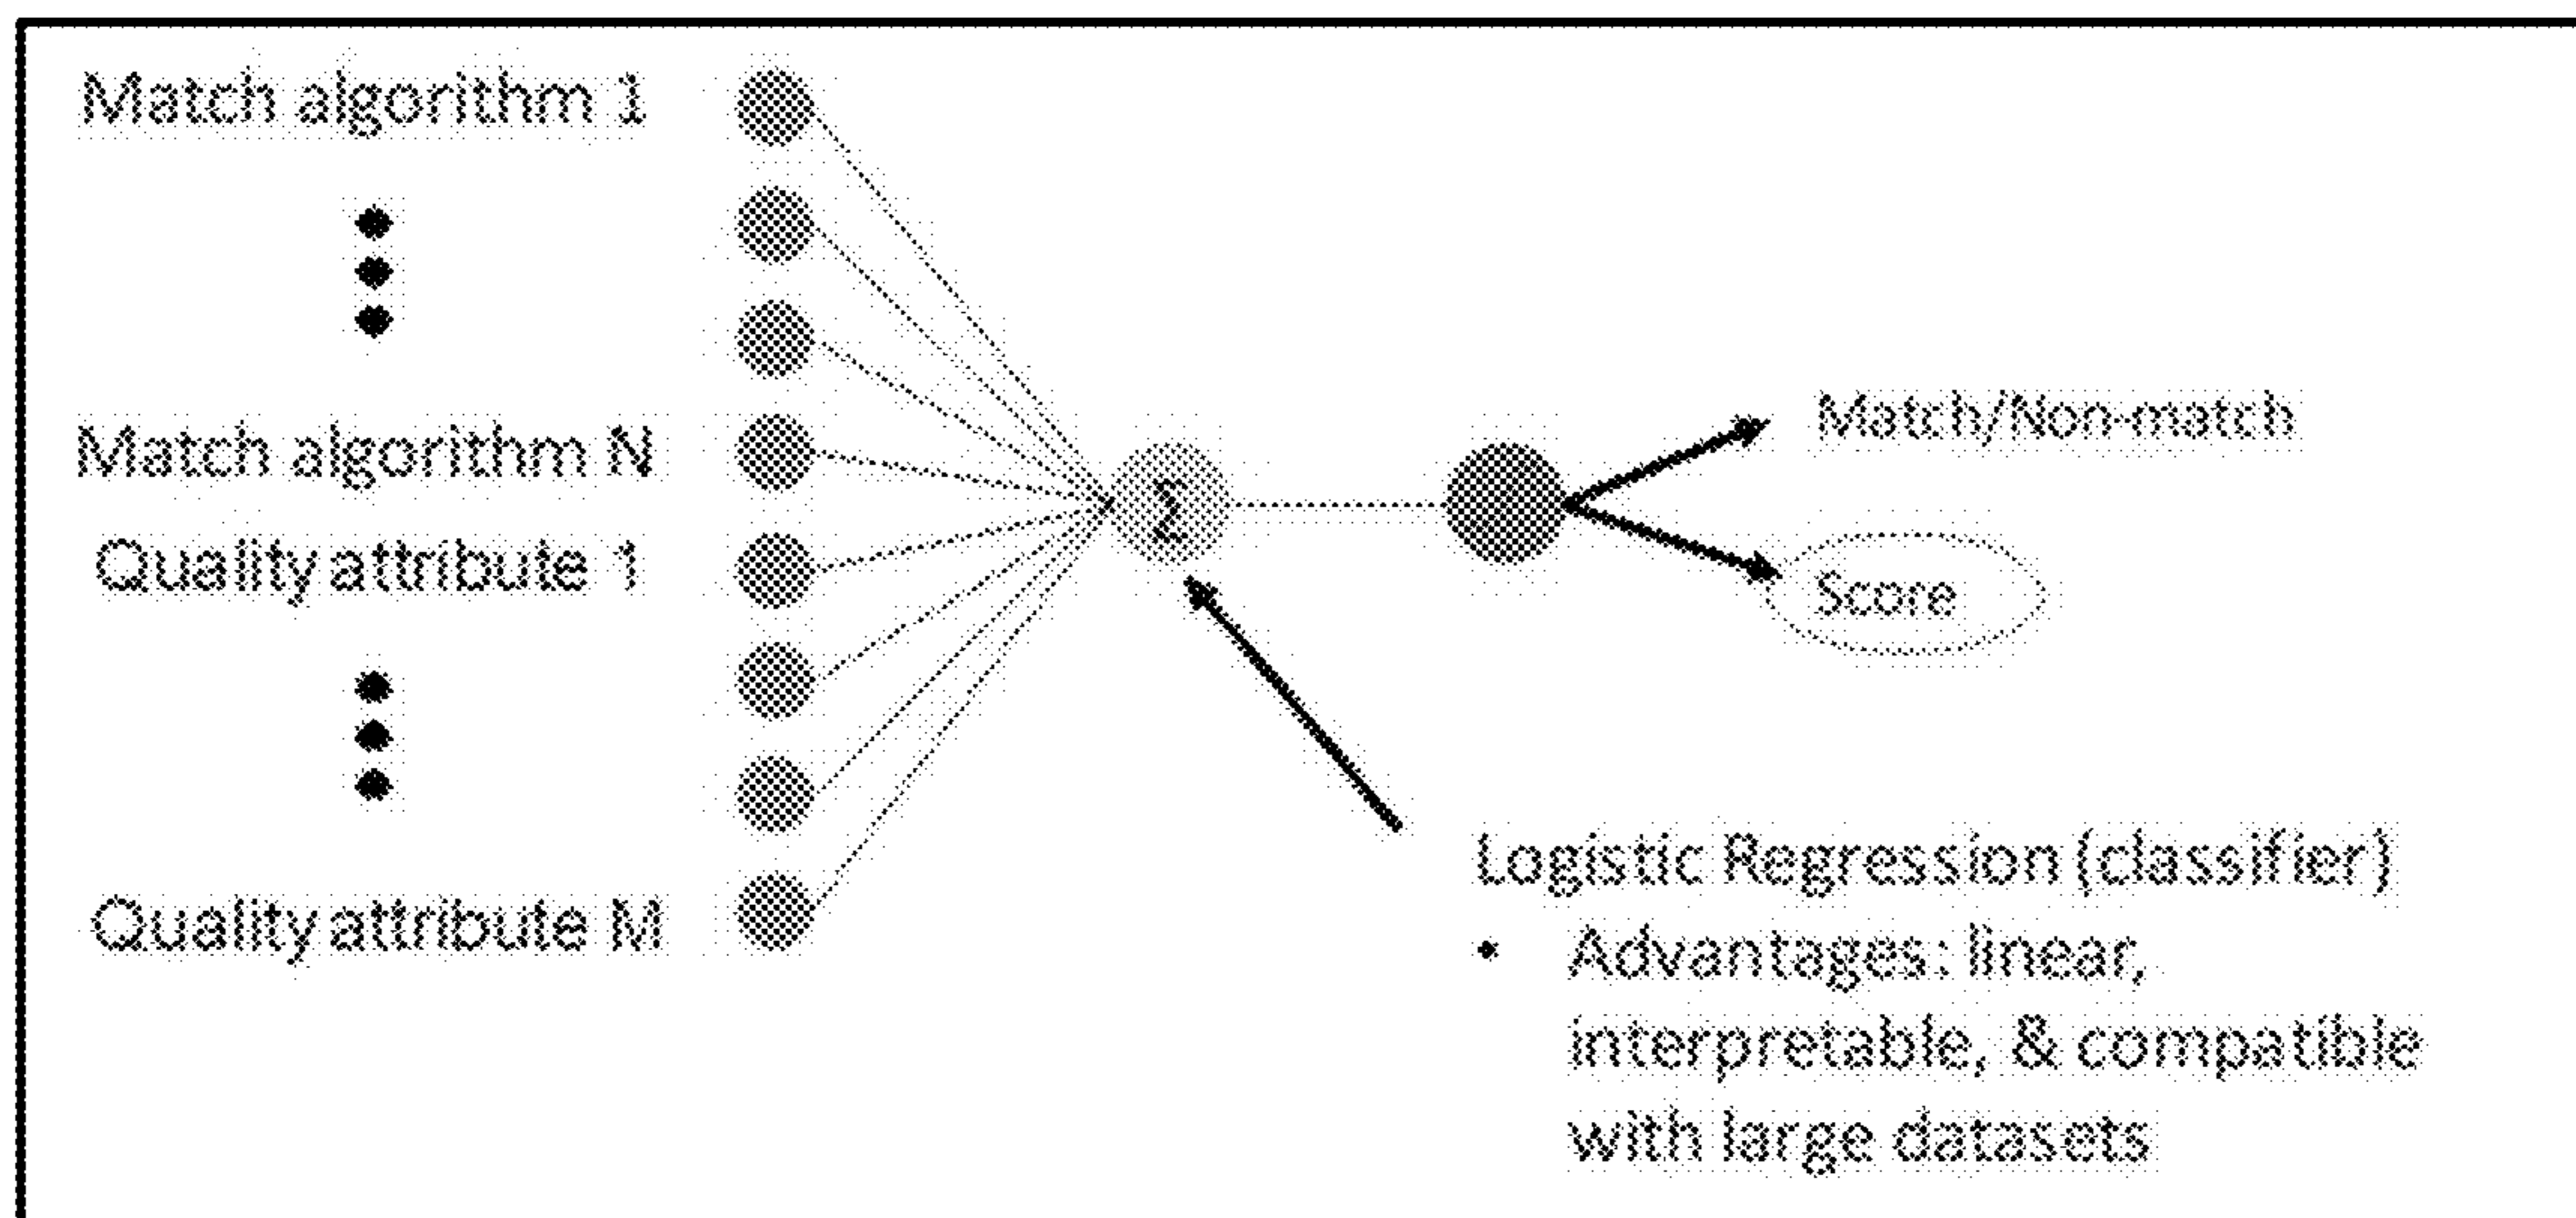 Match algorithm 1
Match algorithm N
Quality attribute 1
Quality attribute M
Σ
Match/Non-match
Score
Logistic Regression (classifier)
• Advantages: linear,
interpretable, & compatible
with large datasets